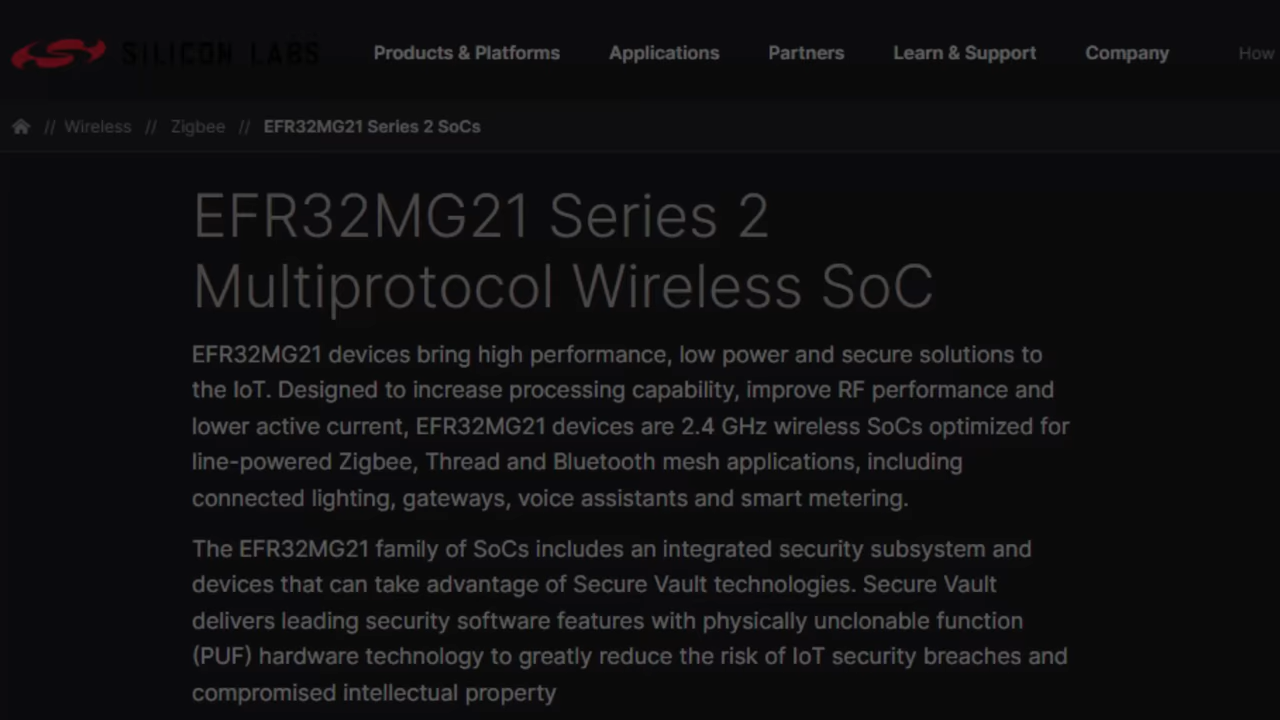 SILICON LABS
Products & Platforms
Applications
Partners
Learn & Support
Company
How
// Wireless // Zigbee // EFR32MG21 Series 2 SoCs
EFR32MG21 Series 2
Multiprotocol Wireless SoC
EFR32MG21 devices bring high performance, low power and secure solutions to
the IoT. Designed to increase processing capability, improve RF performance and
lower active current, EFR32MG21 devices are 2.4 GHz wireless SoCs optimized for
line-powered Zigbee, Thread and Bluetooth mesh applications, including
connected lighting, gateways, voice assistants and smart metering.
The EFR32MG21 family of SoCs includes an integrated security subsystem and
devices that can take advantage of Secure Vault technologies. Secure Vault
delivers leading security software features with physically unclonable function
(PUF) hardware technology to greatly reduce the risk of IoT security breaches and
compromised intellectual property